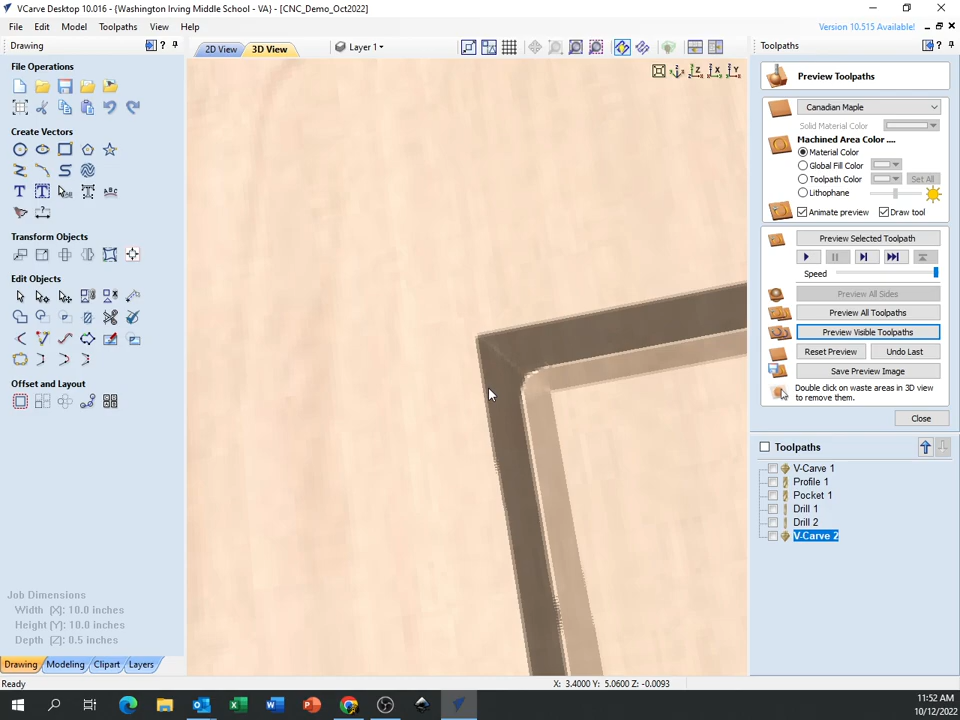 VCarve Desktop 10.016 - {Washington Irving Middle School - VA} - [CNC_Demo_Oct2022]
File Edit Model Toolpaths View Help
Version 10.515 Available!
Drawing
2D View 3D View
Layer 1
Toolpaths
File Operations
Create Vectors
Transform Objects
Edit Objects
Offset and Layout
Job Dimensions
Width [X]: 10.0 inches
Height [Y]: 10.0 inches
Depth [Z]: 0.5 inches
Drawing Modeling Clipart Layers
Preview Toolpaths
Canadian Maple
Solid Material Color
Machined Area Color ....
Material Color
Global Fill Color
Toolpath Color Set All
Lithophane
Animate preview Draw tool
Preview Selected Toolpath
Speed
Preview All Sides
Preview All Toolpaths
Preview Visible Toolpaths
Reset Preview Undo Last
Save Preview Image
Double click on waste areas in 3D view
to remove them.
Close
Toolpaths
V-Carve 1
Profile 1
Pocket 1
Drill 1
Drill 2
V-Carve 2
Ready
X: 3.4000 Y: 5.0600 Z: -0.0093
11:52 AM
10/12/2022